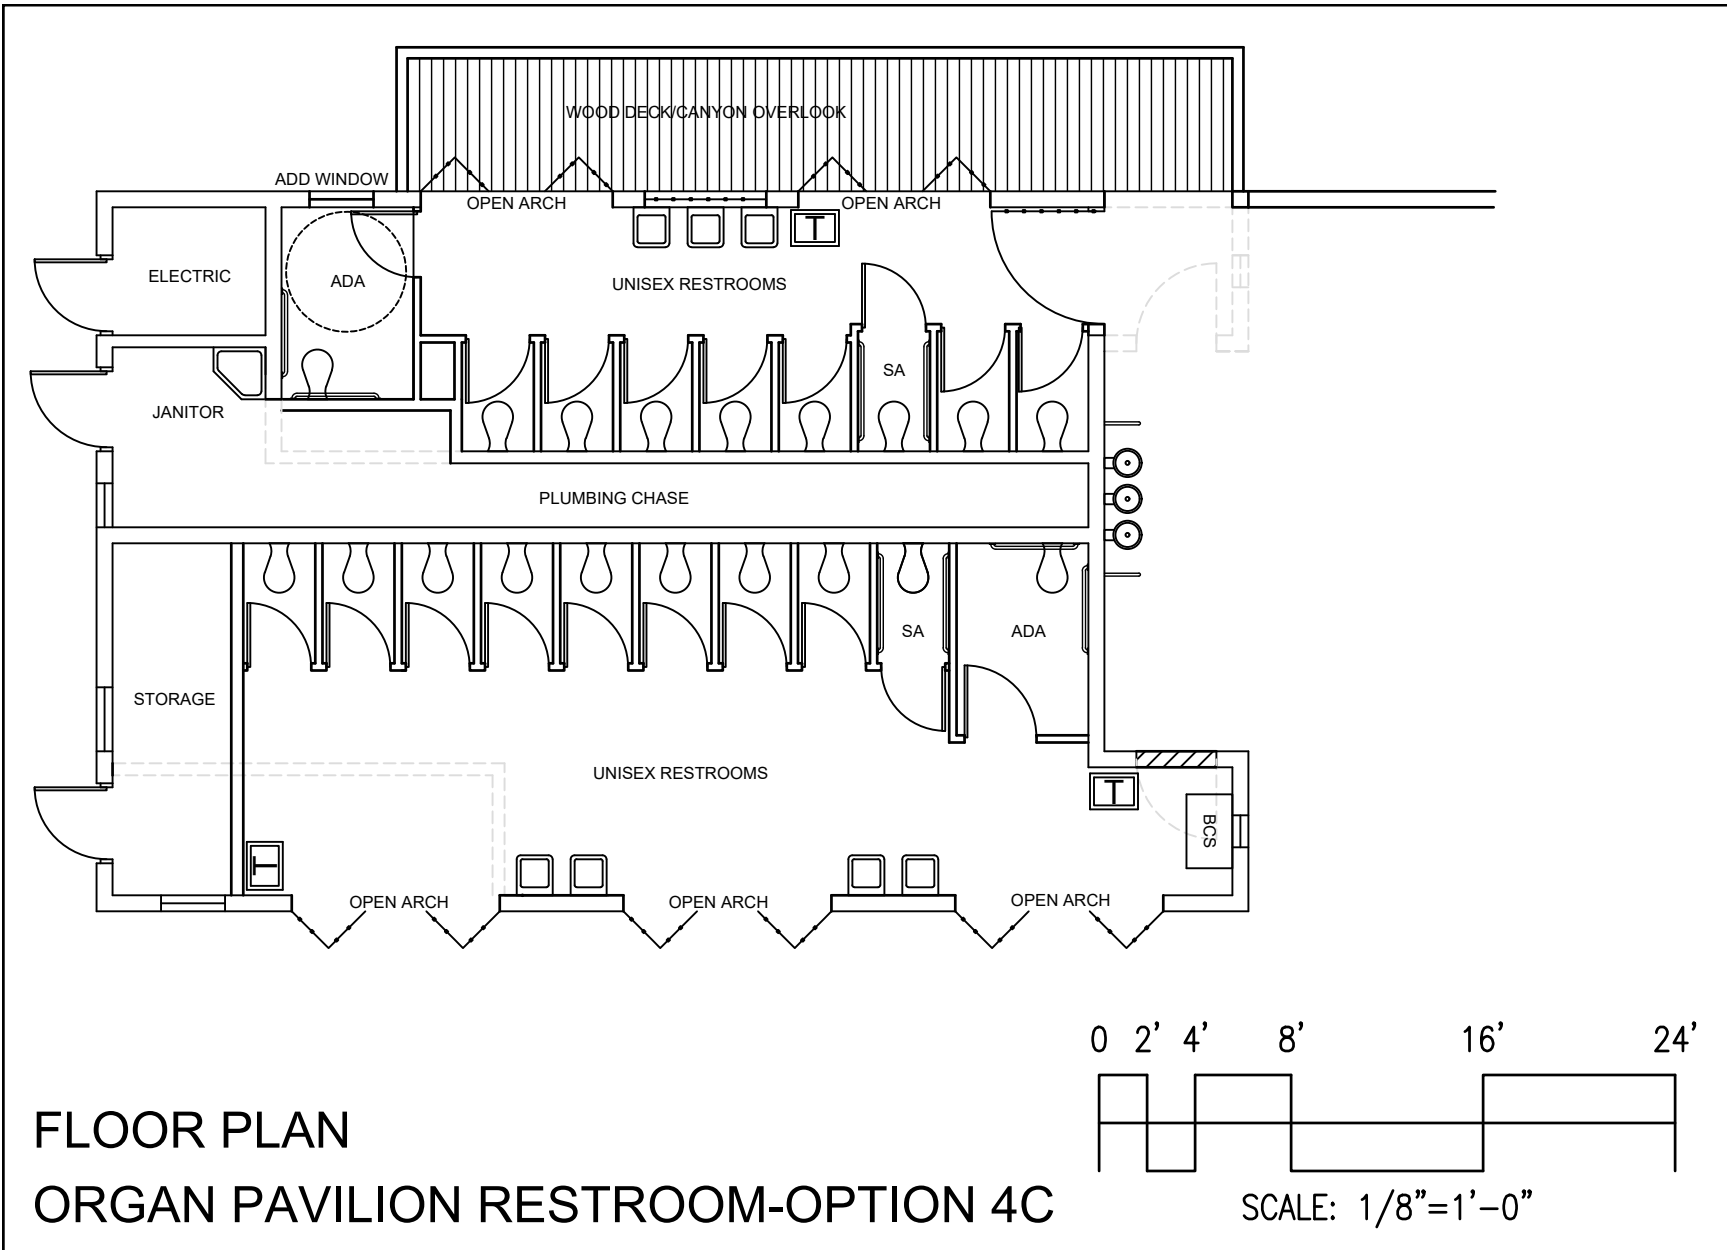 WOOD DECK/CANYON OVERLOOK
ADD WINDOW
OPEN ARCH
OPEN ARCH
T
ELECTRIC
ADA
UNISEX RESTROOMS
SA
JANITOR
PLUMBING CHASE
SA
ADA
STORAGE
UNISEX RESTROOMS
T
BCS
T
OPEN ARCH
OPEN ARCH
OPEN ARCH
0 2' 4' 8' 16' 24'
FLOOR PLAN
ORGAN PAVILION RESTROOM-OPTION 4C
SCALE: 1/8"=1'-0"